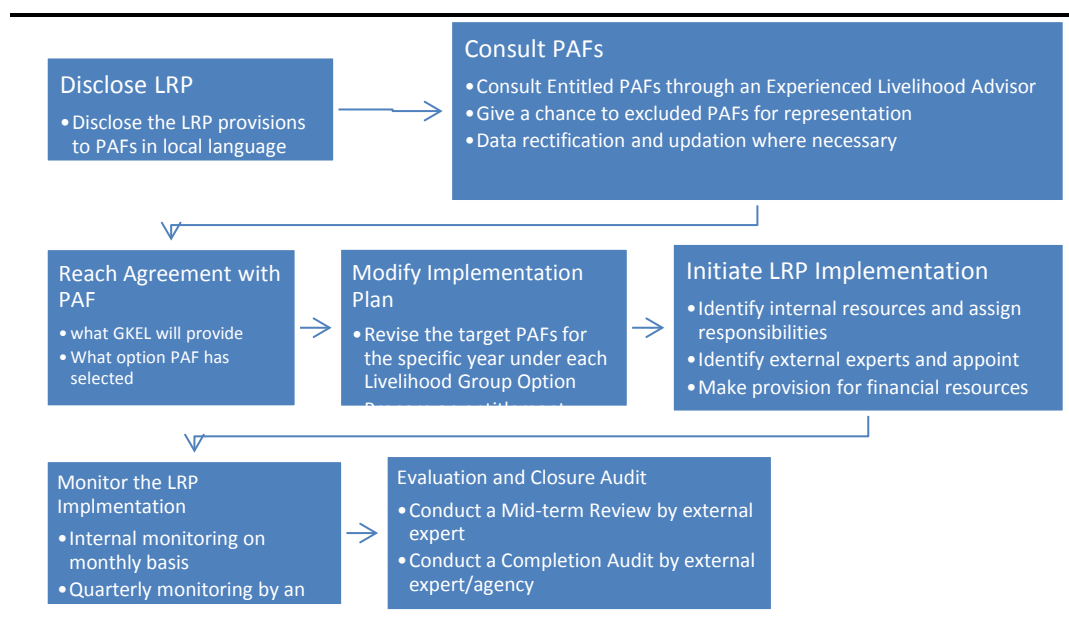 Disclose LRP
• Disclose the LRP provisions
to PAFs in local language
Consult PAFs
• Consult Entitled PAFs through an Experienced Livelihood Advisor
• Give a chance to excluded PAFs for representation
• Data rectification and updation where necessary
Reach Agreement with
PAF
• what GKEL will provide
• What option PAF has
selected
Modify Implementation
Plan
• Revise the target PAFs for
the specific year under each
Livelihood Group Option
Initiate LRP Implementation
• Identify internal resources and assign
responsibilities
• Identify external experts and appoint
• Make provision for financial resources
Monitor the LRP
Implmentation
• Internal monitoring on
monthly basis
• Quarterly monitoring by an
Evaluation and Closure Audit
• Conduct a Mid-term Review by external
expert
• Conduct a Completion Audit by external
expert/agency